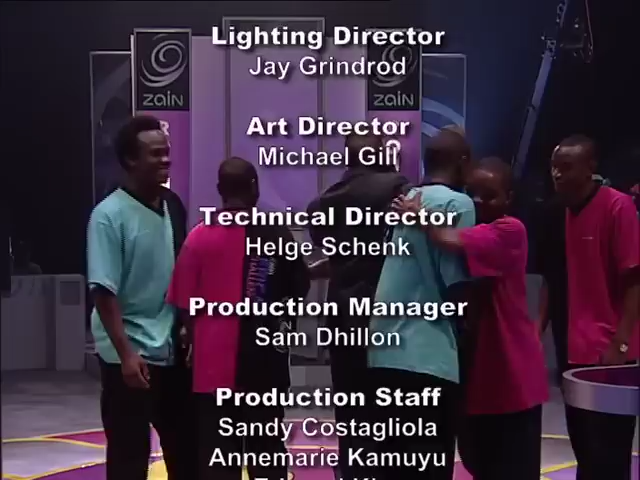 Lighting Director
Jay Grindrod
zain
zain
Art Director
Michael Gill
Technical Director
Helge Schenk
Production Manager
Sam Dhillon
Production Staff
Sandy Costagliola
Annemarie Kamuyu